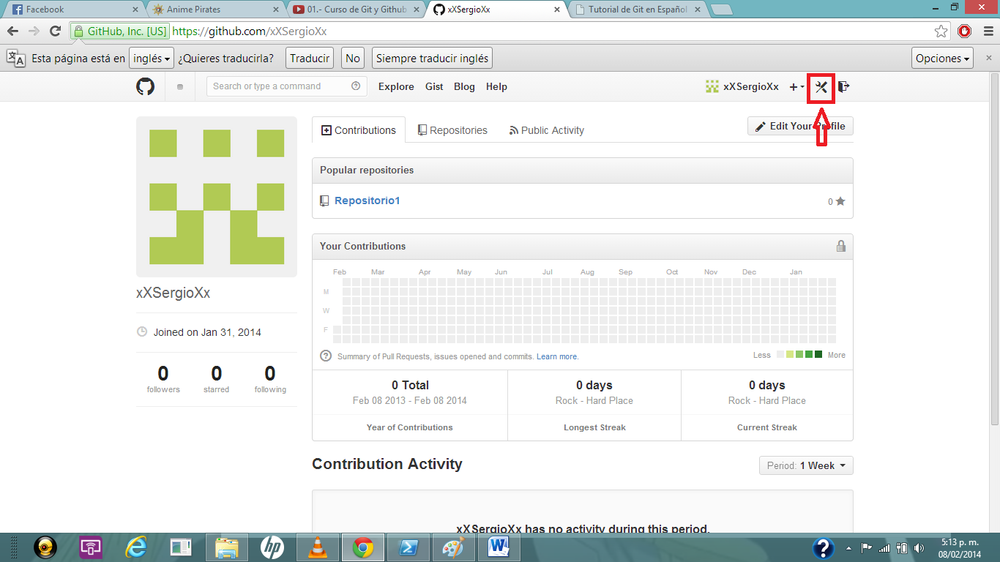 Facebook
Anime Pirates
01.- Curso de Git y Github
xXSergioXx
Tutorial de Git en Español
GitHub, Inc. [US] https://github.com/xXSergioXx
Esta página está en inglés ¿Quieres traducirla? Traducir No Siempre traducir inglés Opciones
Search or type a command Explore Gist Blog Help xXSergioXx
Contributions Repositories Public Activity Edit Your Profile
Popular repositories
Repositorio1 0
Your Contributions
Feb Mar Apr May Jun Jul Aug Sep Oct Nov Dec Jan
M
W
F
Summary of Pull Requests, issues opened and commits. Learn more. Less More
xXSergioXx
Joined on Jan 31, 2014
0 0 0
followers starred following
0 Total 0 days 0 days
Feb 08 2013 - Feb 08 2014 Rock - Hard Place Rock - Hard Place
Year of Contributions Longest Streak Current Streak
Contribution Activity Period: 1 Week
xXSergioXx has no activity during this period.
5:13 p. m.
08/02/2014